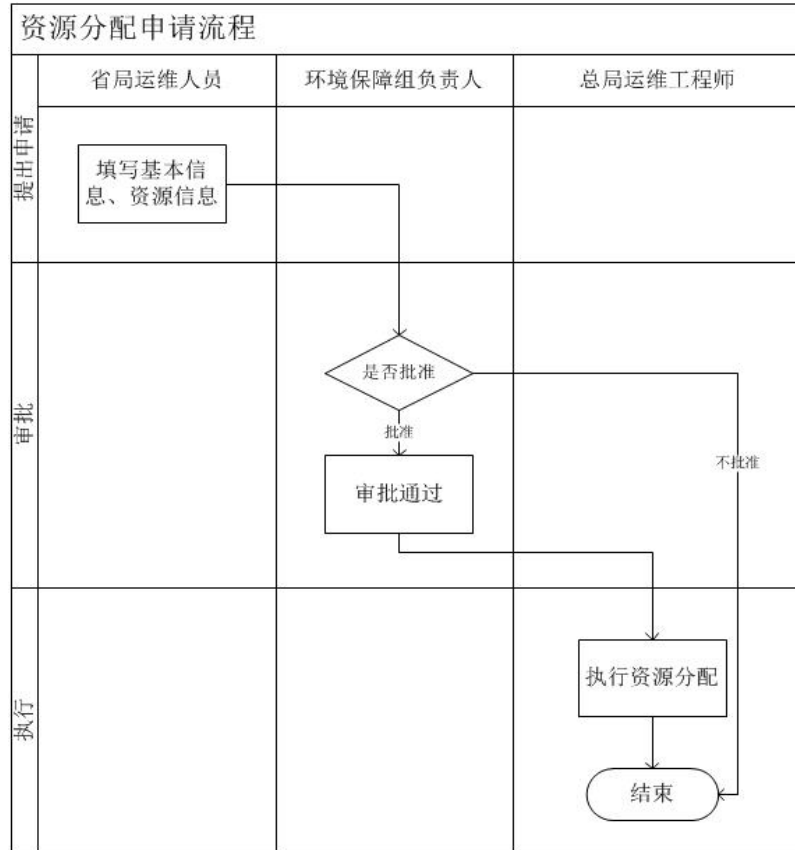 资源分配申请流程
省局运维人员
环境保障组负责人
总局运维工程师
提出申请
填写基本信
息、资源信息
审批
是否批准
批准
不批准
审批通过
执行
执行资源分配
结束